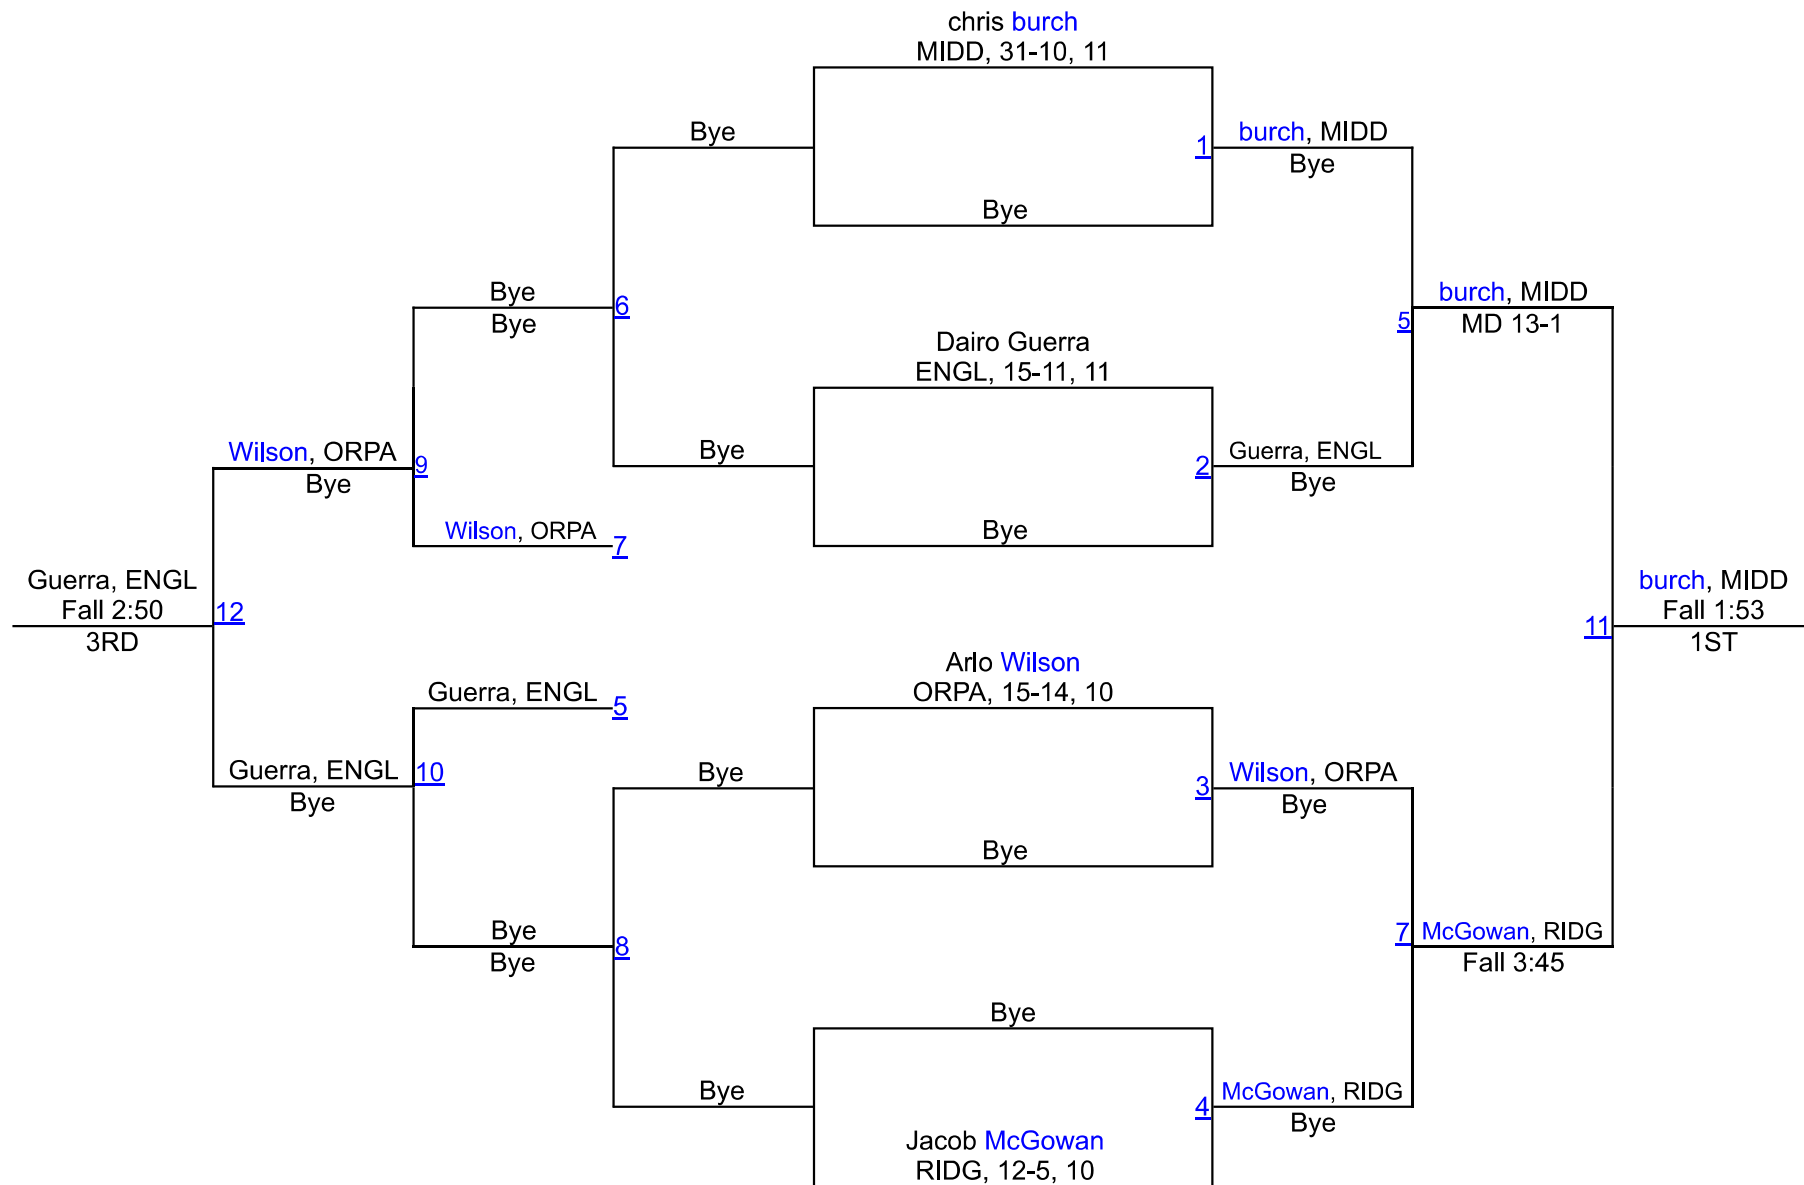 chris burch
MIDD, 31-10, 11
Bye
1
burch, MIDD
Bye
Bye
Bye
Bye
6
burch, MIDD
5
MD 13-1
Dairo Guerra
ENGL, 15-11, 11
Wilson, ORPA
9
Bye
Bye
2
Guerra, ENGL
Bye
Wilson, ORPA
7
Bye
Guerra, ENGL
Fall 2:50
12
3RD
burch, MIDD
Fall 1:53
11
1ST
Arlo Wilson
ORPA, 15-14, 10
Guerra, ENGL
5
Guerra, ENGL
10
Bye
Bye
3
Wilson, ORPA
Bye
Bye
Bye
8
Bye
7
McGowan, RIDG
Fall 3:45
Bye
Bye
4
McGowan, RIDG
Bye
Jacob McGowan
RIDG, 12-5, 10